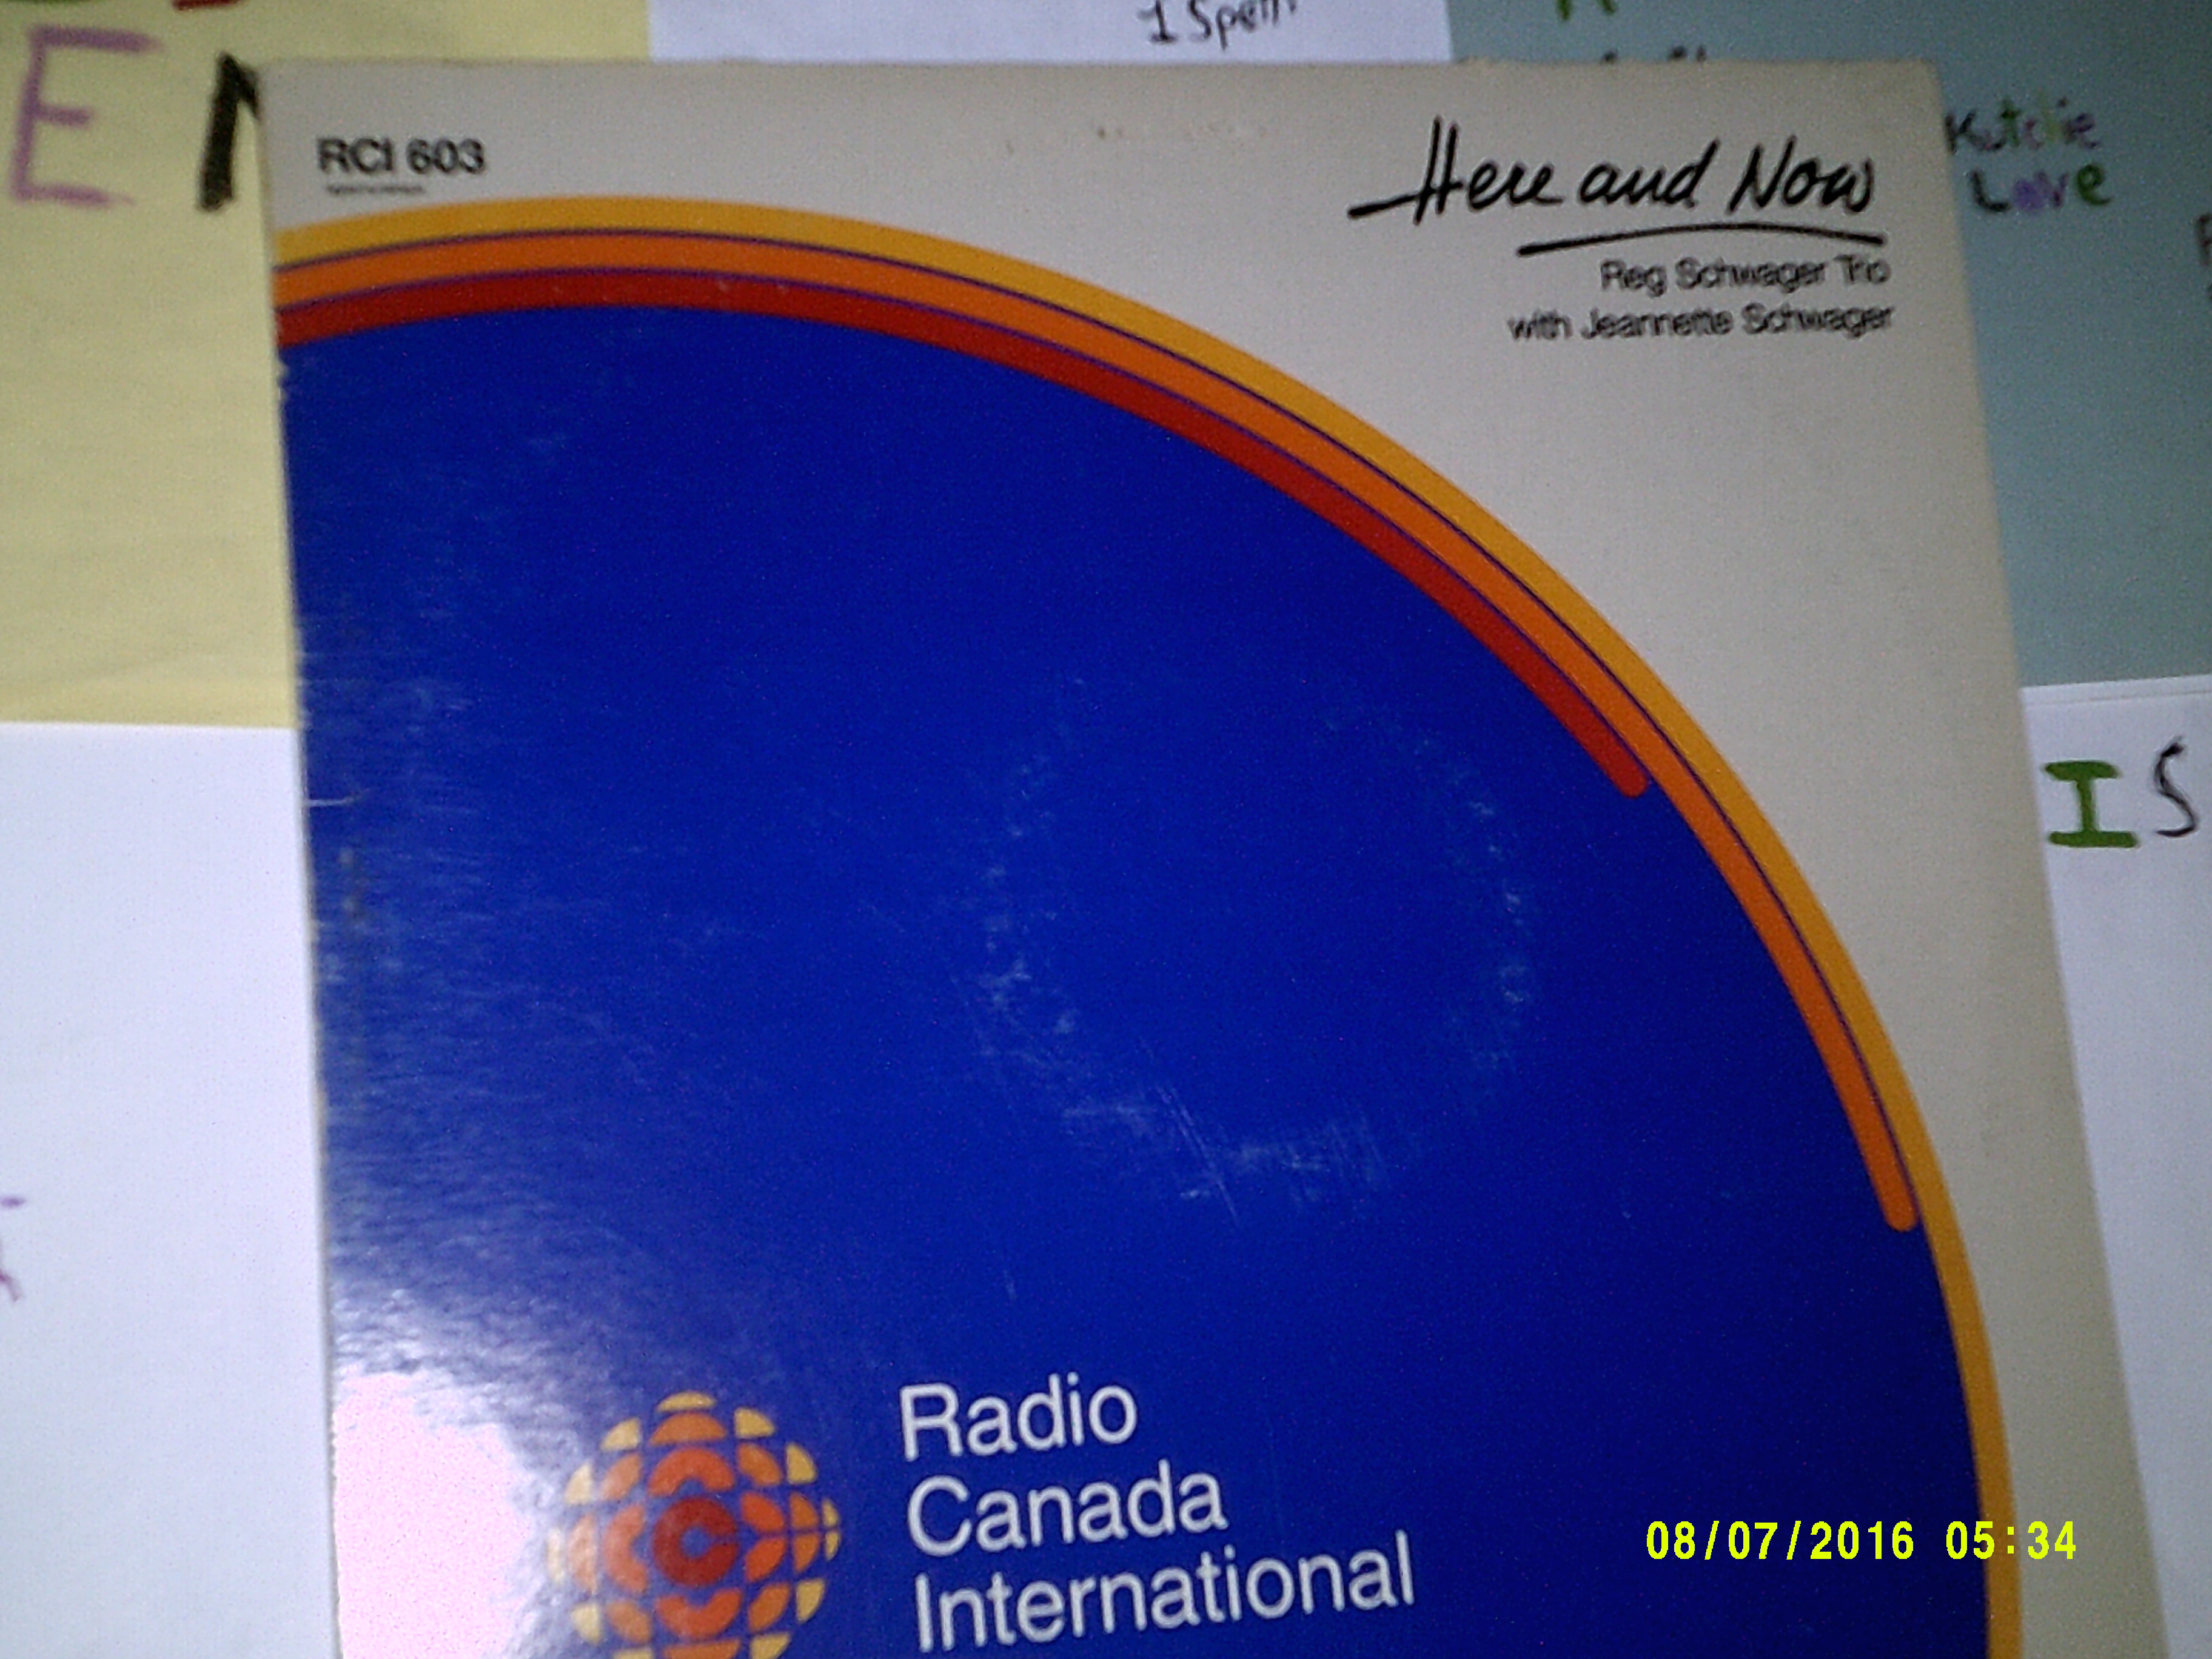 E
RCI 603
Here and Now
Reg Schwager Trio
with Jeannette Schwager
Kutchie
Love
IS
Radio
Canada
International
08/07/2016 05:34